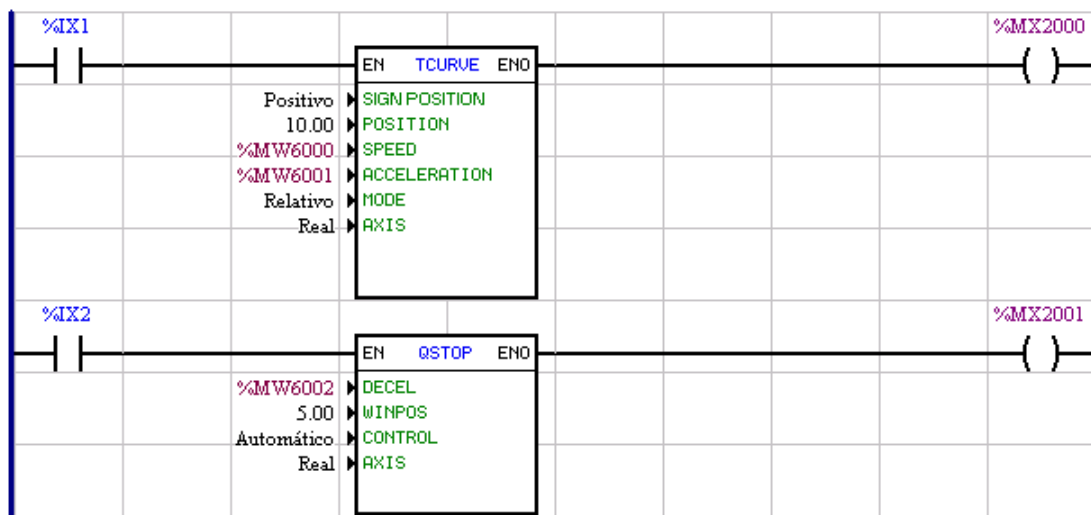 %IX1 %MX2000
EN TCURVE ENO
Positivo SIGN POSITION
10.00 POSITION
%MW6000 SPEED
%MW6001 ACCELERATION
Relativo MODE
Real AXIS
%IX2 %MX2001
EN QSTOP ENO
%MW6002 DECEL
5.00 WINPOS
Automático CONTROL
Real AXIS